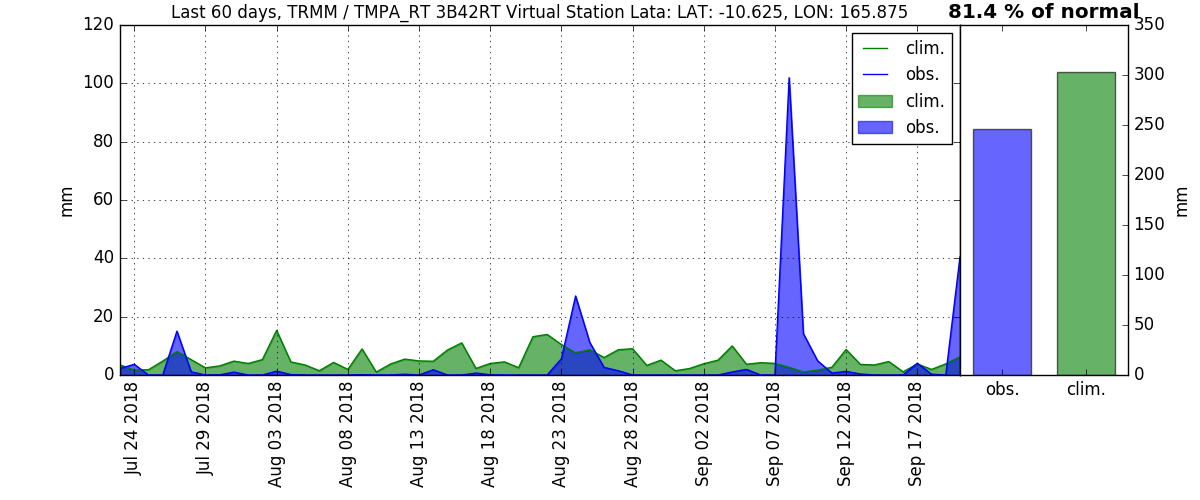 Last 60 days, TRMM / TMPA_RT 3B42RT Virtual Station Lata: LAT: -10.625, LON: 165.875
81.4 % of normal
mm
120
100
80
60
40
20
0
Jul 24 2018
Jul 29 2018
Aug 03 2018
Aug 08 2018
Aug 13 2018
Aug 18 2018
Aug 23 2018
Aug 28 2018
Sep 02 2018
Sep 07 2018
Sep 12 2018
Sep 17 2018
clim.
obs.
clim.
obs.
350
300
250
200
150
100
50
0
mm
obs.
clim.